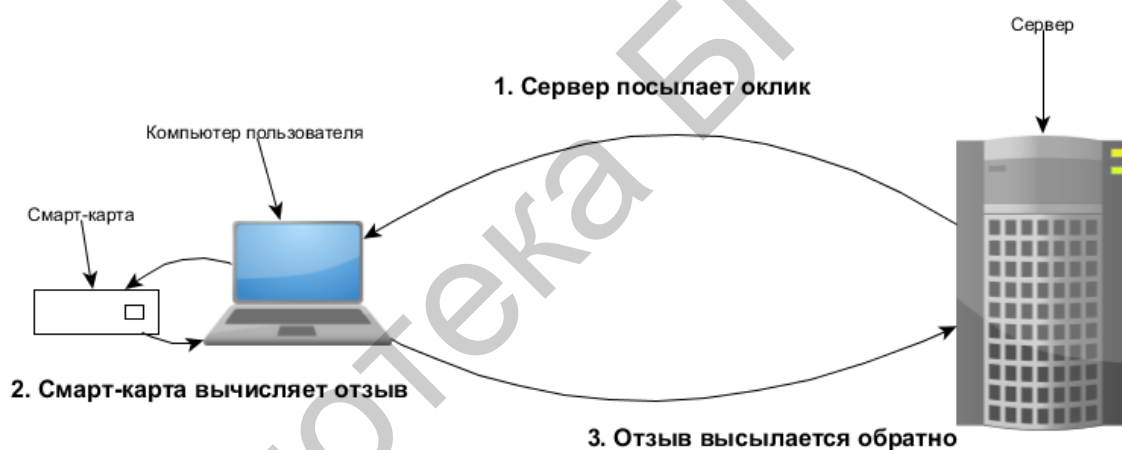 Сервер
1. Сервер посылает оклик
Компьютер пользователя
Смарт-карта
2. Смарт-карта вычисляет отзыв
3. Отзыв высылается обратно